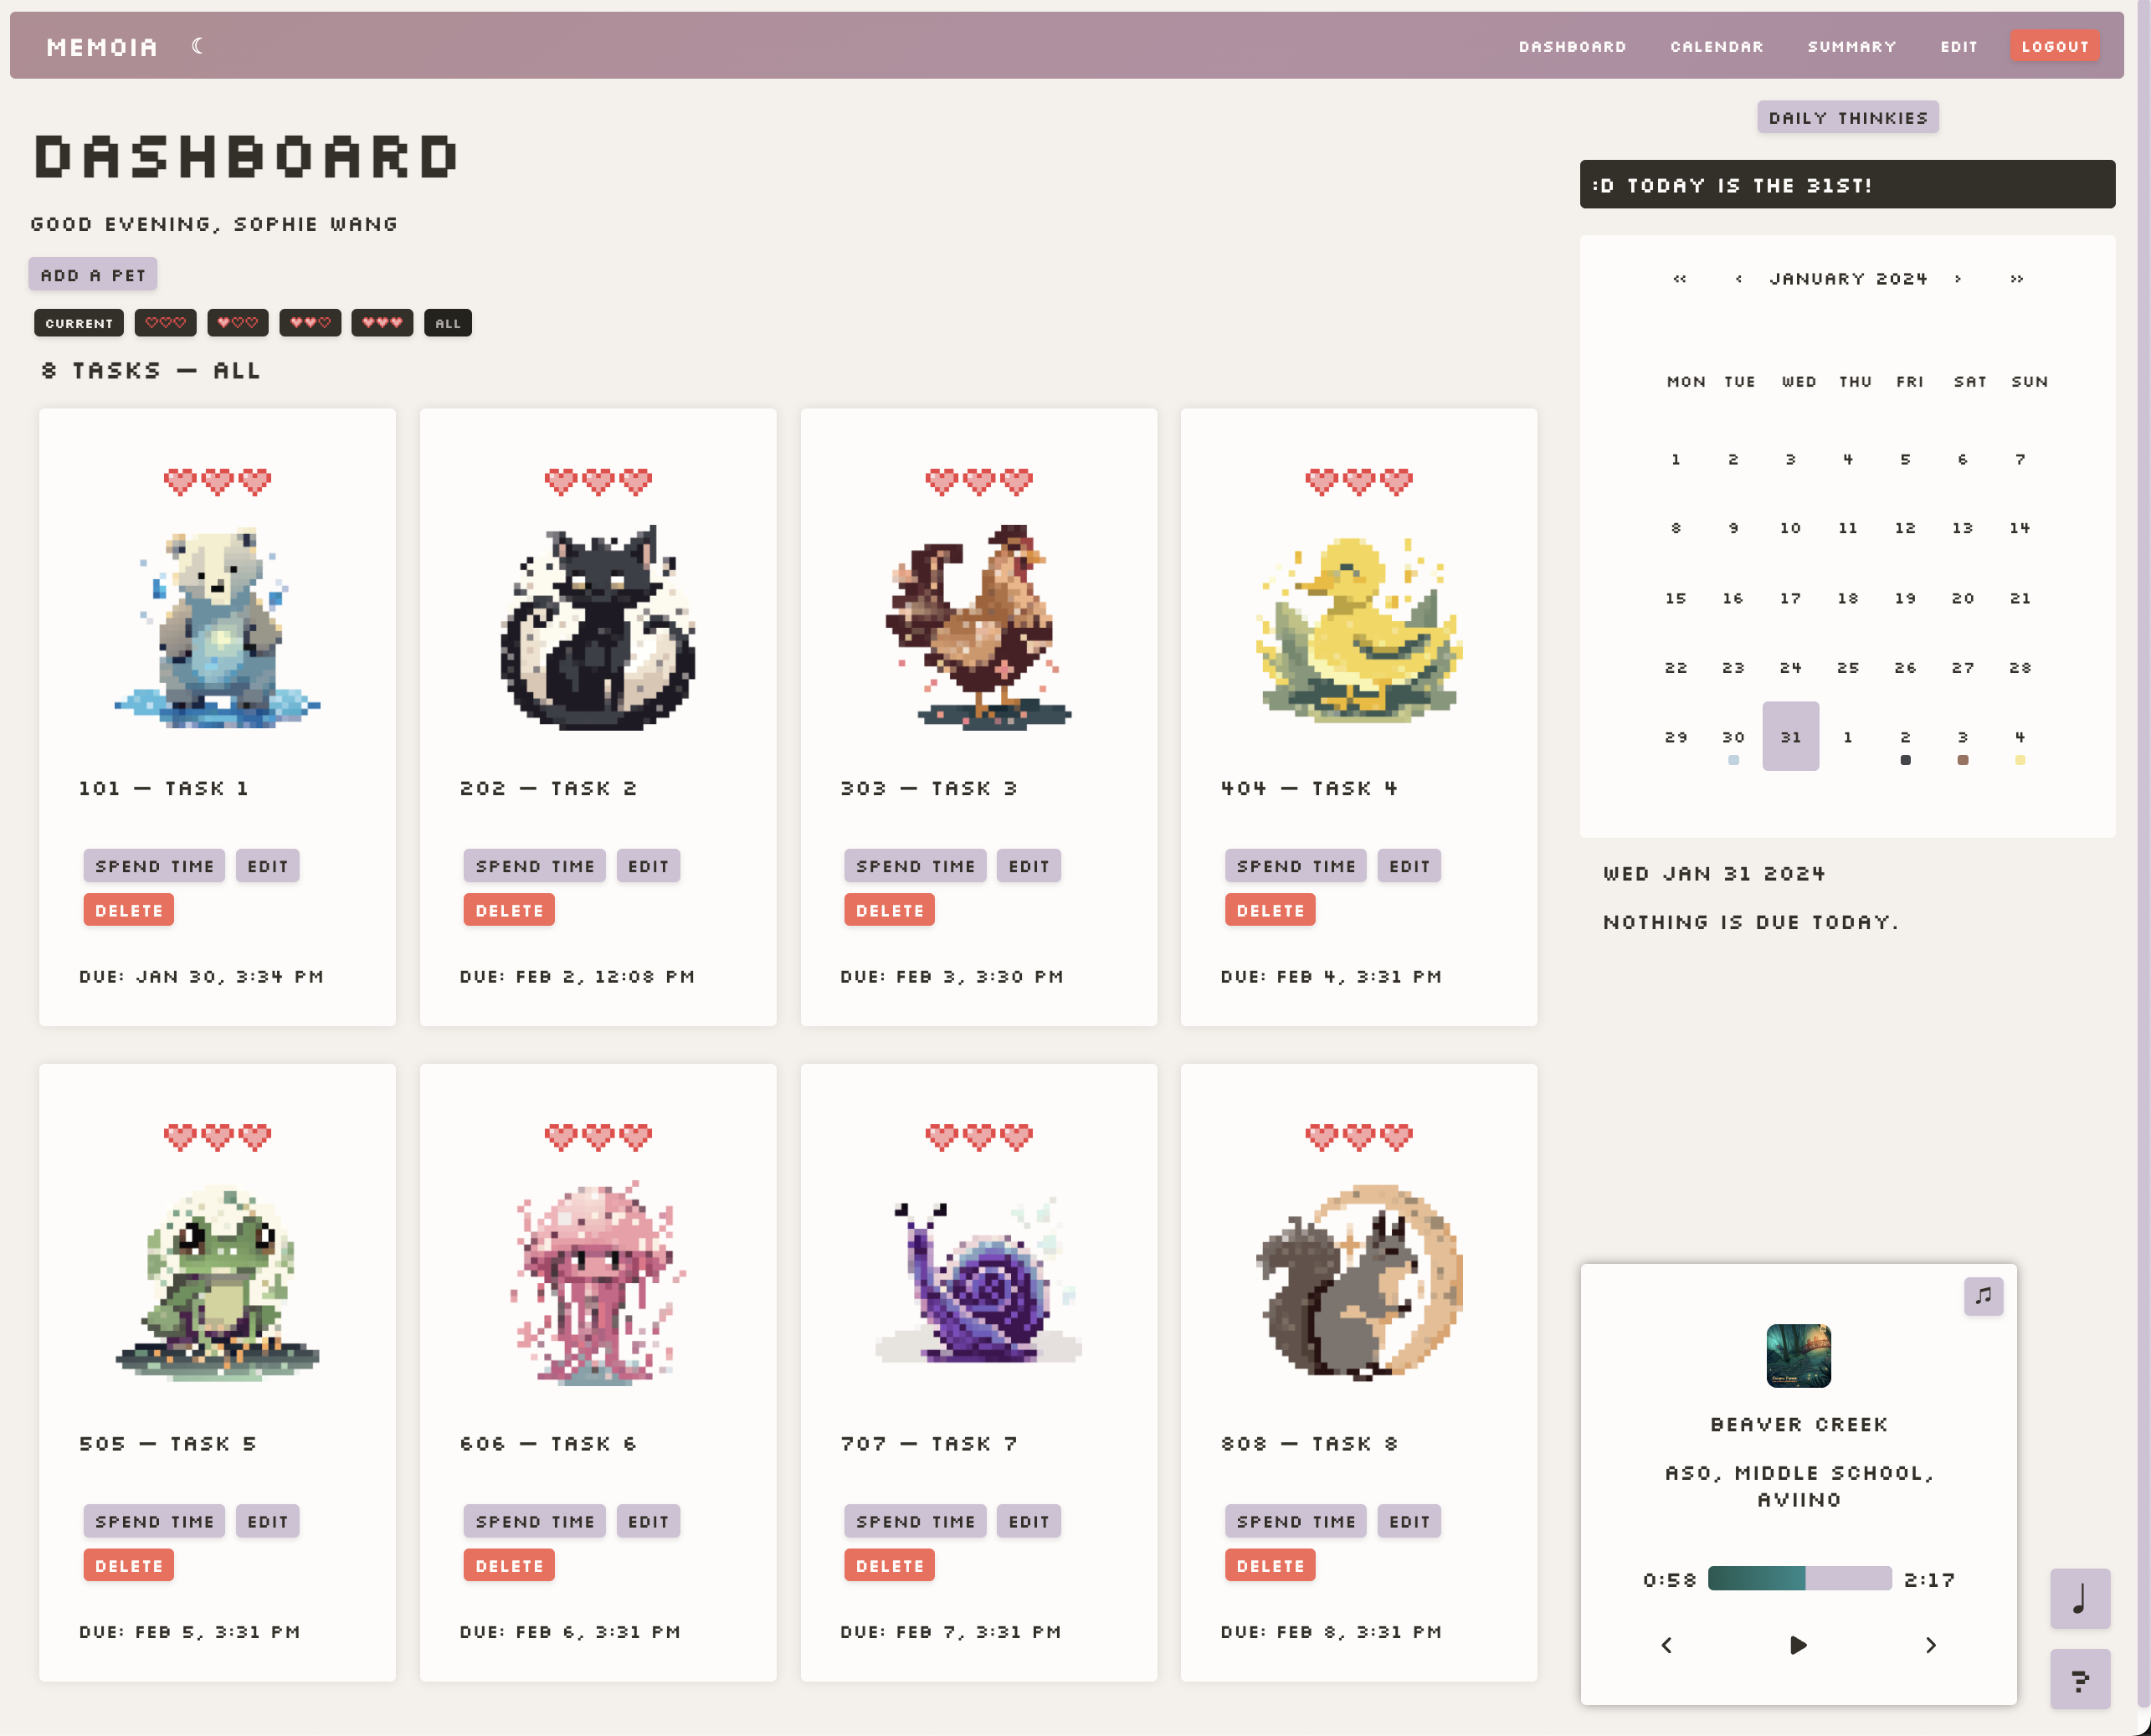 MEMOIA ☾ DASHBOARD CALENDAR SUMMARY EDIT LOGOUT
DASHBOARD
GOOD EVENING, SOPHIE WANG
ADD A PET
CURRENT ALL
8 TASKS — ALL
101 — TASK 1
SPEND TIME EDIT
DELETE
DUE: JAN 30, 3:34 PM
202 — TASK 2
SPEND TIME EDIT
DELETE
DUE: FEB 2, 12:08 PM
303 — TASK 3
SPEND TIME EDIT
DELETE
DUE: FEB 3, 3:30 PM
404 — TASK 4
SPEND TIME EDIT
DELETE
DUE: FEB 4, 3:31 PM
505 — TASK 5
SPEND TIME EDIT
DELETE
DUE: FEB 5, 3:31 PM
606 — TASK 6
SPEND TIME EDIT
DELETE
DUE: FEB 6, 3:31 PM
707 — TASK 7
SPEND TIME EDIT
DELETE
DUE: FEB 7, 3:31 PM
808 — TASK 8
SPEND TIME EDIT
DELETE
DUE: FEB 8, 3:31 PM
DAILY THINKIES
:D TODAY IS THE 31ST!
« ‹ JANUARY 2024 › »
MON TUE WED THU FRI SAT SUN
1 2 3 4 5 6 7
8 9 10 11 12 13 14
15 16 17 18 19 20 21
22 23 24 25 26 27 28
29 30 31 1 2 3 4
WED JAN 31 2024
NOTHING IS DUE TODAY.
BEAVER CREEK
ASO, MIDDLE SCHOOL,
AVIINO
0:58 2:17
?